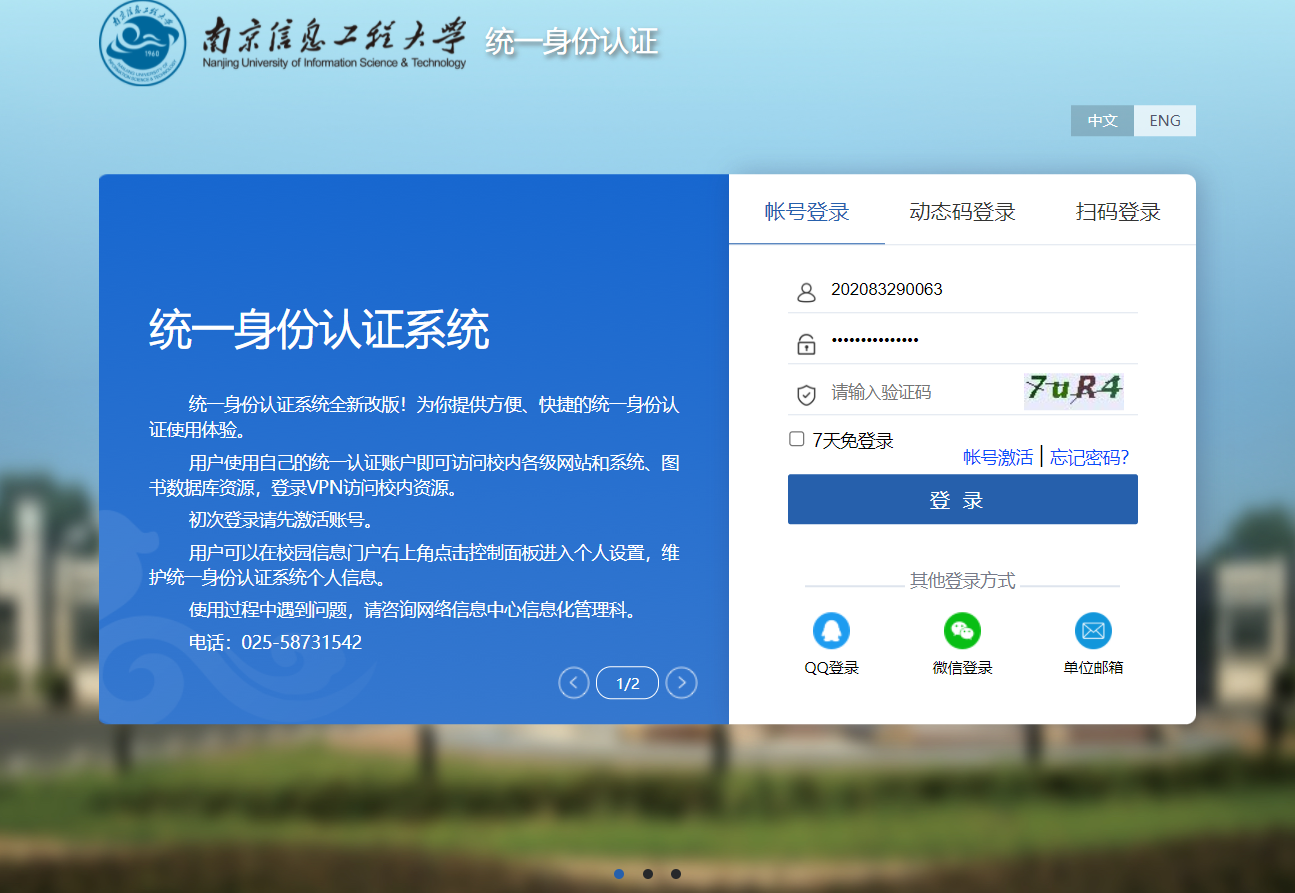 南京信息工程大学 统一身份认证
Nanjing University of Information Science & Technology
1960
中文 ENG
统一身份认证系统
统一身份认证系统全新改版！为你提供方便、快捷的统一身份认
证使用体验。
用户使用自己的统一认证账户即可访问校内各级网站和系统、图
书数据库资源，登录VPN访问校内资源。
初次登录请先激活账号。
用户可以在校园信息门户右上角点击控制面板进入个人设置，维
护统一身份认证系统个人信息。
使用过程中遇到问题，请咨询网络信息中心信息化管理科。
电话：025-58731542
1/2
帐号登录 动态码登录 扫码登录
202083290063
•••••••••••••••
请输入验证码 7uR4
7天免登录
帐号激活 | 忘记密码?
登 录
其他登录方式
QQ登录 微信登录 单位邮箱